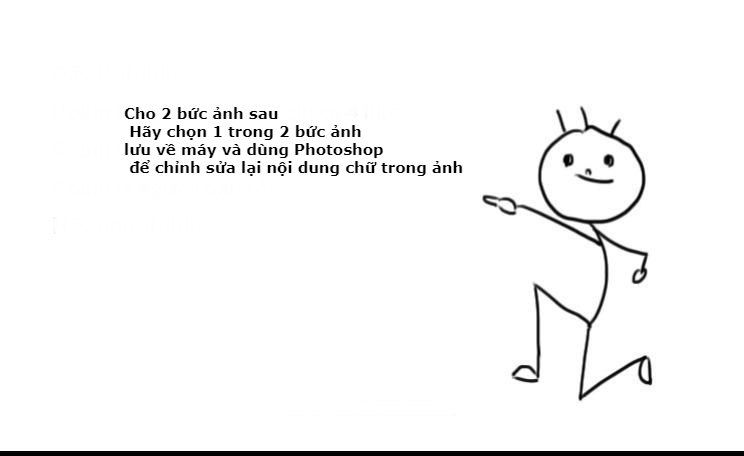 Cho 2 bức ảnh sau
Hãy chọn 1 trong 2 bức ảnh
lưu về máy và dùng Photoshop
để chỉnh sửa lại nội dung chữ trong ảnh